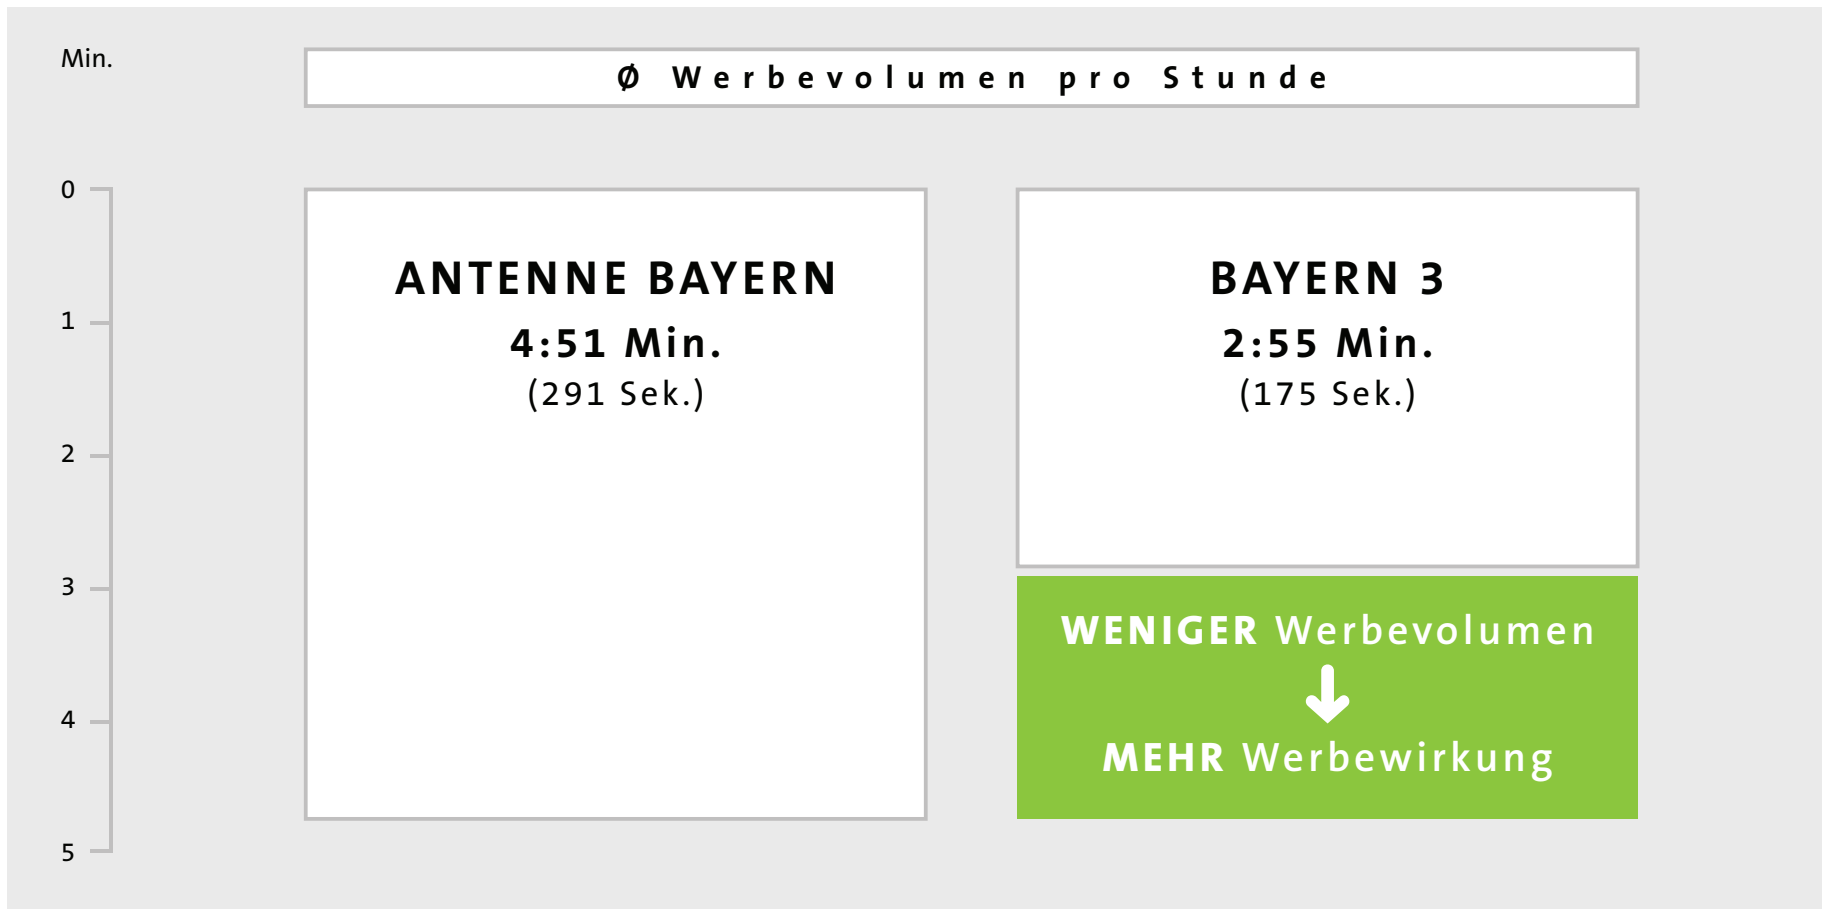 Min.
Ø Werbevolumen pro Stunde
0
1
2
3
4
5
ANTENNE BAYERN
4:51 Min.
(291 Sek.)
BAYERN 3
2:55 Min.
(175 Sek.)
WENIGER Werbevolumen
MEHR Werbewirkung